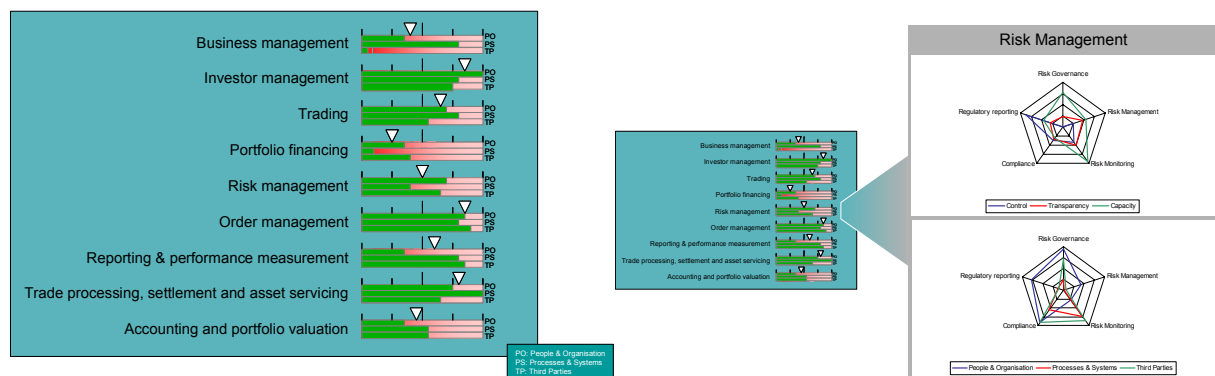 Business management
PO
PS
TP
Investor management
PO
PS
TP
Trading
PO
PS
TP
Portfolio financing
PO
PS
TP
Risk management
PO
PS
TP
Order management
PO
PS
TP
Reporting & performance measurement
PO
PS
TP
Trade processing, settlement and asset servicing
PO
PS
TP
Accounting and portfolio valuation
PO
PS
TP
PO: People & Organisation
PS: Processes & Systems
TP: Third Parties
Business management
Investor management
Trading
Portfolio financing
Risk management
Order management
Reporting & performance measurement
Trade processing, settlement and asset servicing
Accounting and portfolio valuation
Risk Management
Risk Governance
Regulatory reporting
Risk Management
Compliance
Risk Monitoring
Control Transparency Capacity
Risk Governance
Regulatory reporting
Risk Management
Compliance
Risk Monitoring
People & Organisation Processes & Systems Third Parties